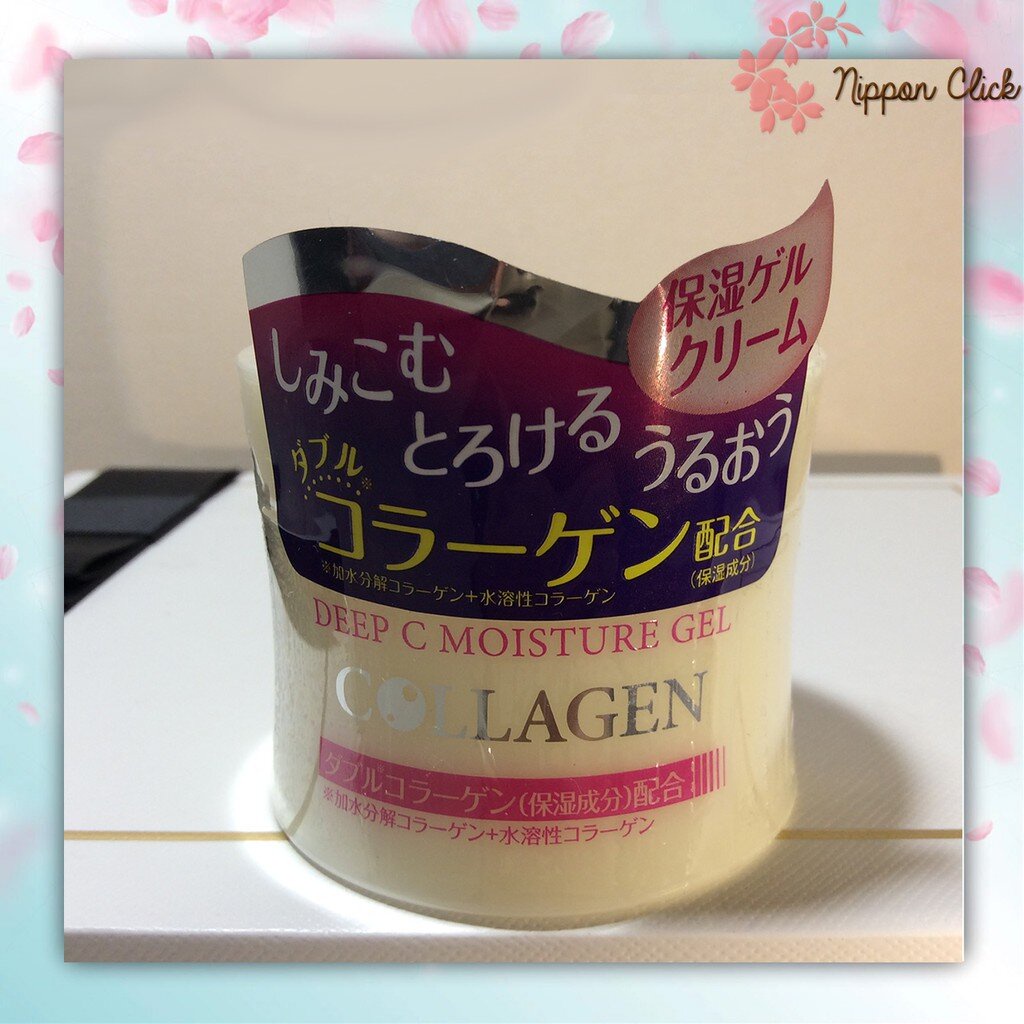 Nippon Click
保湿ゲル
クリーム
しみこむ
とろける
うるおう
ダブル※
コラーゲン配合
(保湿成分)
※加水分解コラーゲン+水溶性コラーゲン
DEEP C MOISTURE GEL
COLLAGEN
ダブルコラーゲン(保湿成分)配合
※加水分解コラーゲン+水溶性コラーゲン